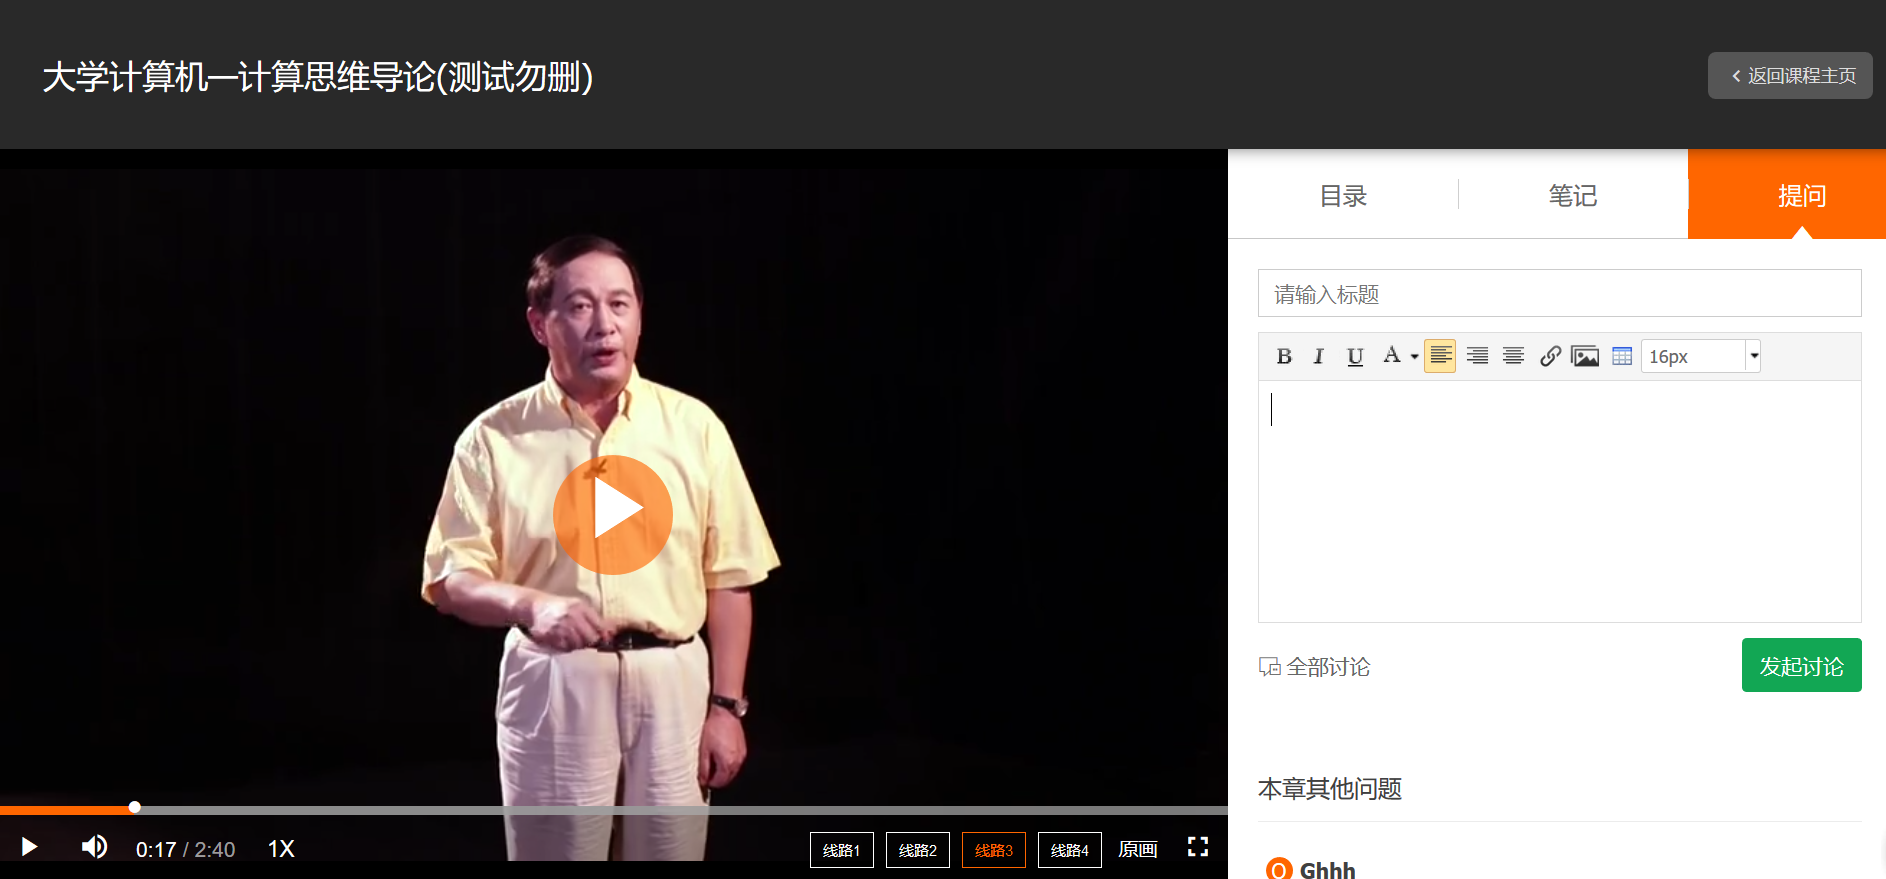 大学计算机—计算思维导论(测试勿删)
返回课程主页
目录
笔记
提问
请输入标题
B I U A 16px
全部讨论
发起讨论
本章其他问题
Q Ghhh
0:17 / 2:40 1X 线路1 线路2 线路3 线路4 原画